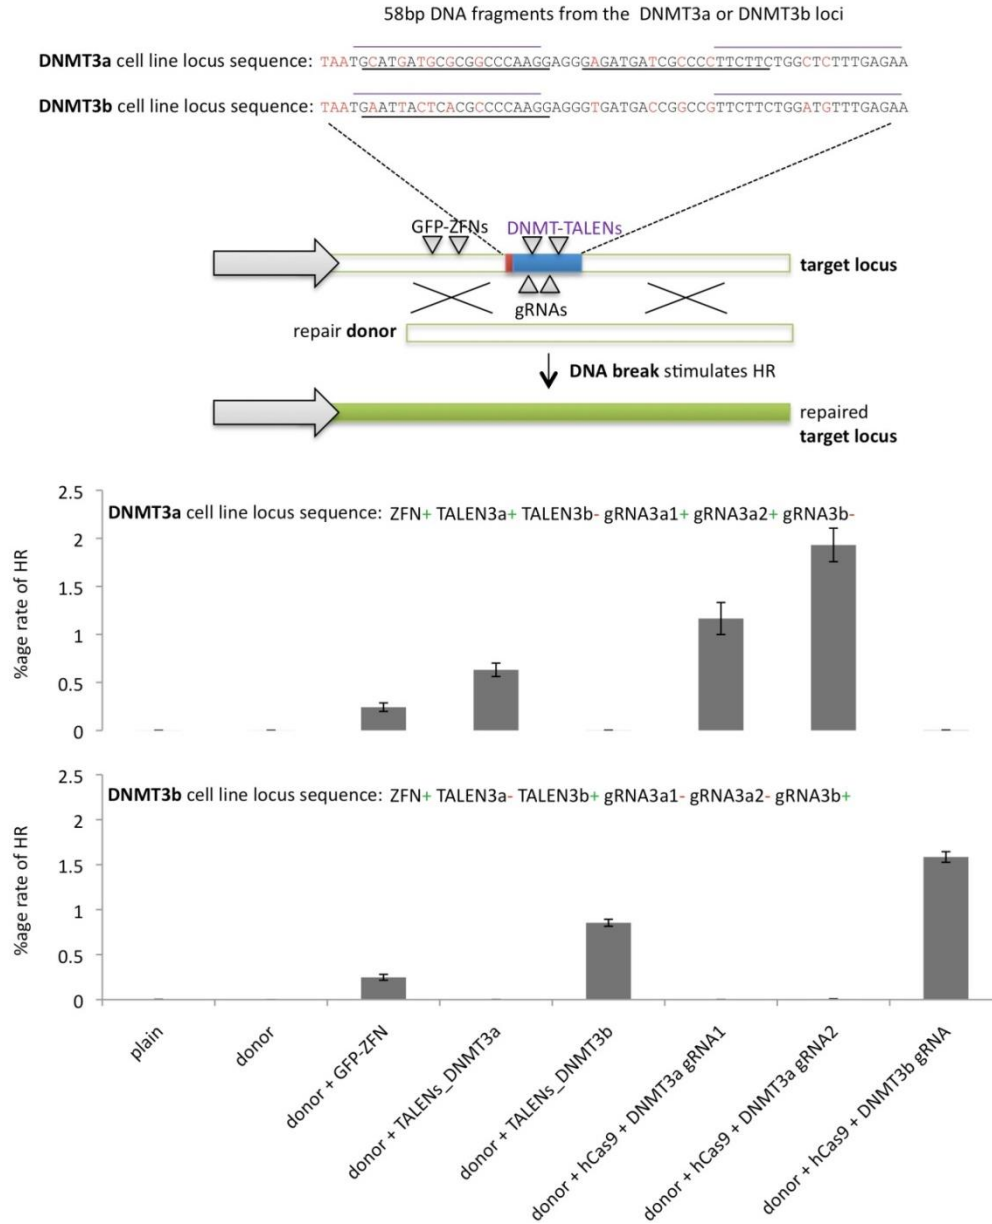 58bp DNA fragments from the DNMT3a or DNMT3b loci
DNMT3a cell line locus sequence: TAATGCATGATGCGCGGCCCAAGGAGGGAGATGATCGCCCCTTCTTCTGGCTCTTTGAGAA
DNMT3b cell line locus sequence: TAATGAATTACTCACGCCCCAAGGAGGGTGATGACCGGCCGTTCTTCTGGATGTTTGAGAA
GFP-ZFNs DNMT-TALENs
target locus
gRNAs
repair donor
DNA break stimulates HR
repaired
target locus
%age rate of HR
2.5
2
1.5
1
0.5
0
DNMT3a cell line locus sequence: ZFN+ TALEN3a+ TALEN3b- gRNA3a1+ gRNA3a2+ gRNA3b-
%age rate of HR
2.5
2
1.5
1
0.5
0
DNMT3b cell line locus sequence: ZFN+ TALEN3a- TALEN3b+ gRNA3a1- gRNA3a2- gRNA3b+
plain
donor
donor + GFP-ZFN
donor + TALENs_DNMT3a
donor + TALENs_DNMT3b
donor + hCas9 + DNMT3a gRNA1
donor + hCas9 + DNMT3a gRNA2
donor + hCas9 + DNMT3b gRNA